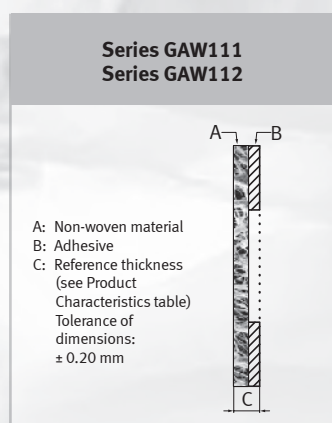 Series GAW111
Series GAW112
A
B
A: Non-woven material
B: Adhesive
C: Reference thickness
(see Product
Characteristics table)
Tolerance of
dimensions:
± 0.20 mm
C